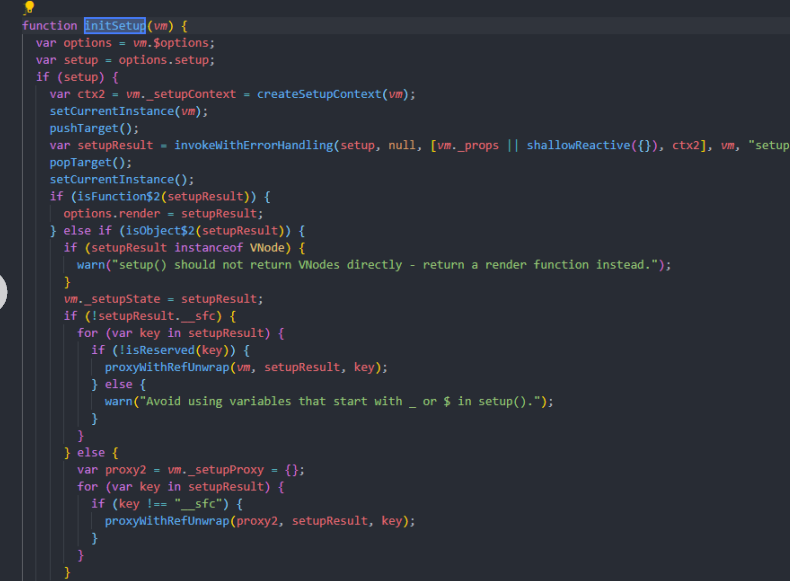 function initSetup(vm) {
  var options = vm.$options;
  var setup = options.setup;
  if (setup) {
    var ctx2 = vm._setupContext = createSetupContext(vm);
    setCurrentInstance(vm);
    pushTarget();
    var setupResult = invokeWithErrorHandling(setup, null, [vm._props || shallowReactive({}), ctx2], vm, "setup
    popTarget();
    setCurrentInstance();
    if (isFunction$2(setupResult)) {
      options.render = setupResult;
    } else if (isObject$2(setupResult)) {
      if (setupResult instanceof VNode) {
        warn("setup() should not return VNodes directly - return a render function instead.");
      }
      vm._setupState = setupResult;
      if (!setupResult.__sfc) {
        for (var key in setupResult) {
          if (!isReserved(key)) {
            proxyWithRefUnwrap(vm, setupResult, key);
          } else {
            warn("Avoid using variables that start with _ or $ in setup().");
          }
        }
      } else {
        var proxy2 = vm._setupProxy = {};
        for (var key in setupResult) {
          if (key !== "__sfc") {
            proxyWithRefUnwrap(proxy2, setupResult, key);
          }
        }
      }